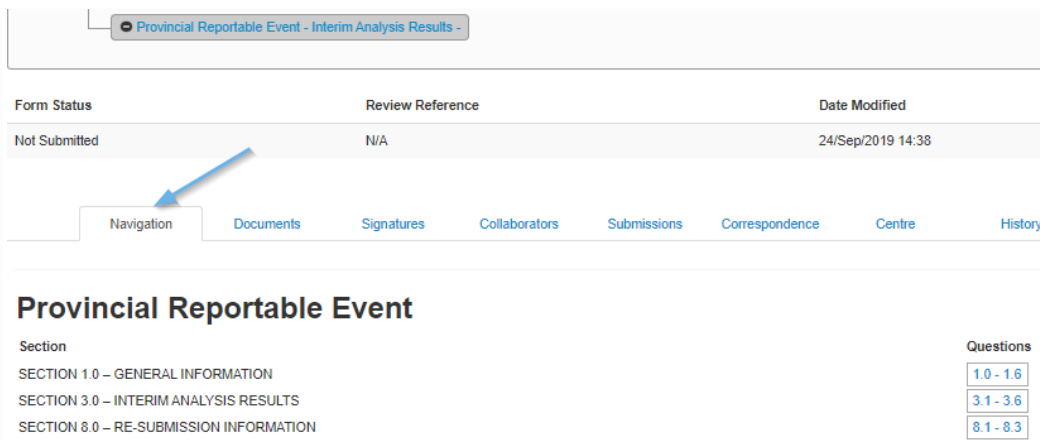 Provincial Reportable Event - Interim Analysis Results -
Form Status Review Reference Date Modified
Not Submitted N/A 24/Sep/2019 14:38
Navigation Documents Signatures Collaborators Submissions Correspondence Centre History
Provincial Reportable Event
Section Questions
SECTION 1.0 – GENERAL INFORMATION 1.0 - 1.6
SECTION 3.0 – INTERIM ANALYSIS RESULTS 3.1 - 3.6
SECTION 8.0 – RE-SUBMISSION INFORMATION 8.1 - 8.3